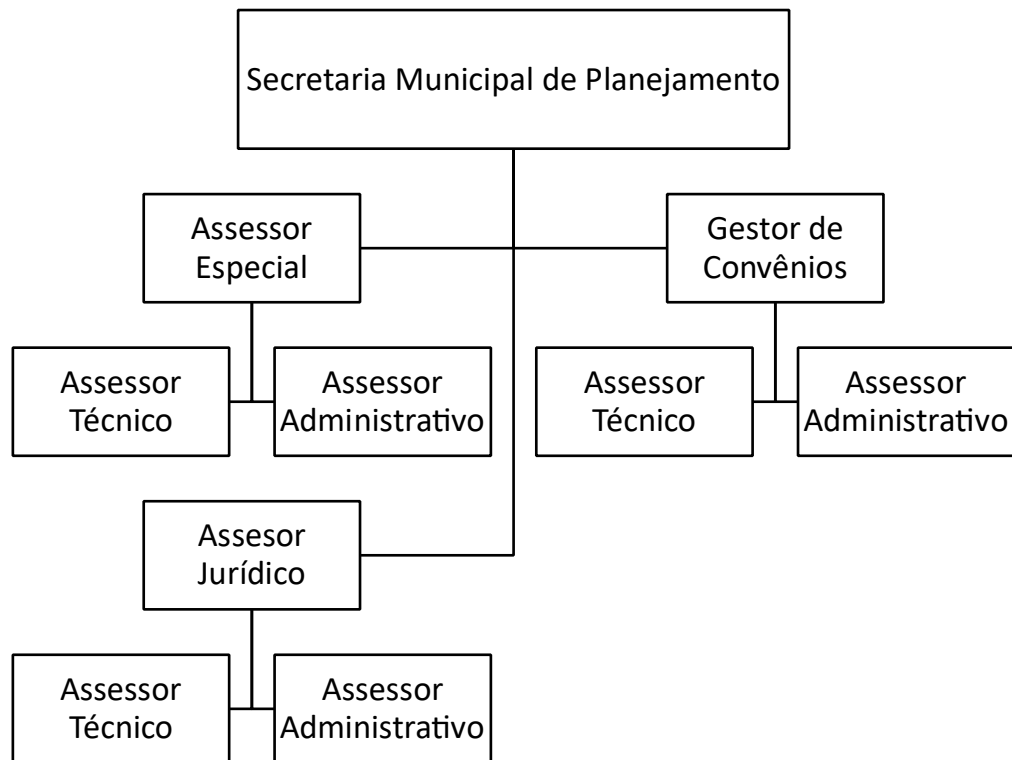 Secretaria Municipal de Planejamento
Assessor
Especial
Gestor de
Convênios
Assessor
Técnico
Assessor
Administrativo
Assessor
Técnico
Assessor
Administrativo
Assesor
Jurídico
Assessor
Técnico
Assessor
Administrativo